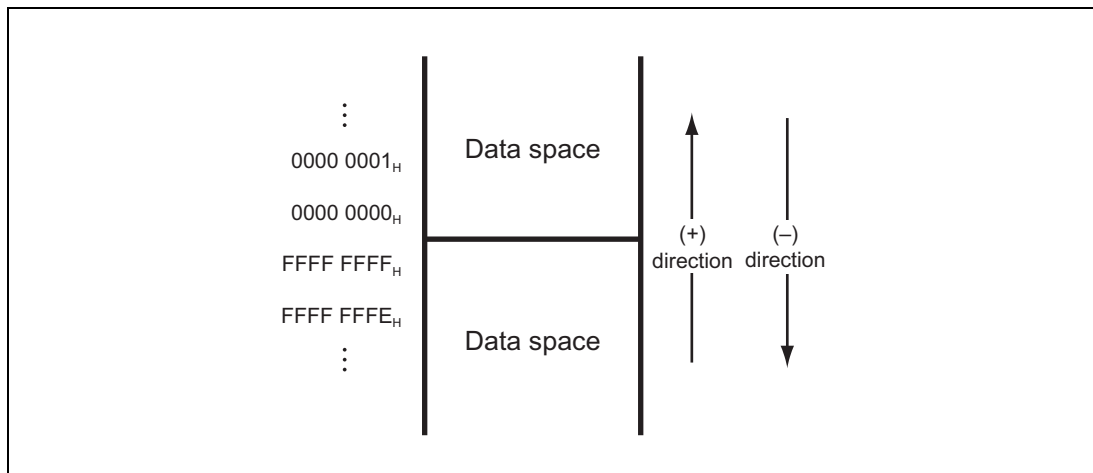 ⋮
0000 0001H
0000 0000H
FFFF FFFFH
FFFF FFFEH
⋮
Data space
Data space
(+)
direction
(–)
direction